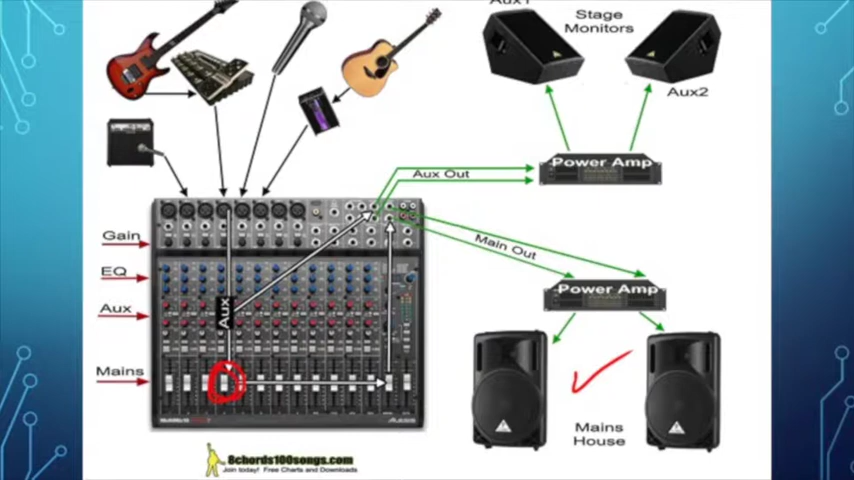 Aux1
Stage
Monitors
Aux2
Power Amp
Aux Out
Gain
Main Out
EQ
Power Amp
Aux
Aux
Mains
Mains
House
8chords100songs.com
Join today! Free Charts and Downloads